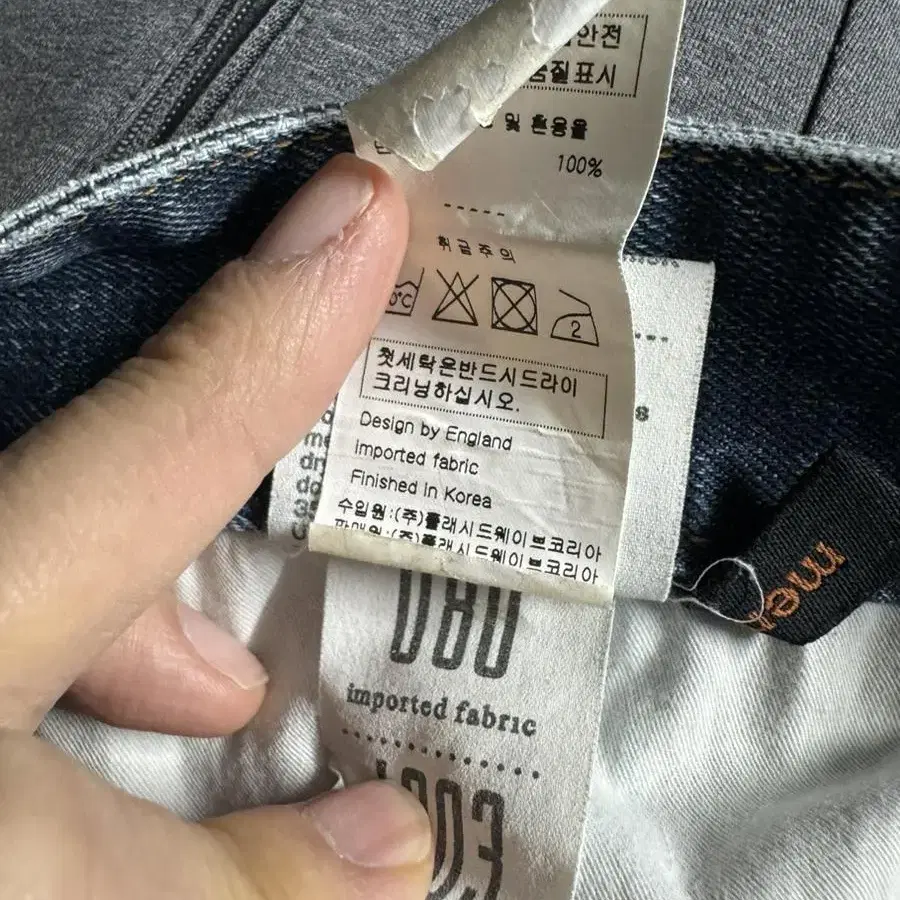 안전
품질표시
및 혼용율
100%
-----
취급주의
2
첫세탁은반드시드라이
크리닝하십시오.
Design by England
Imported fabric
Finished in Korea
수입원:(주)플래시드웨이브코리아
판매원:(주)플래시드웨이브코리아
imported fabric